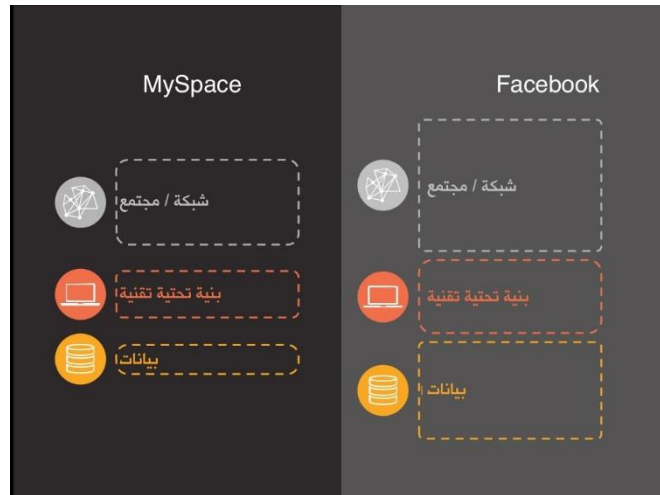 MySpace
شبكة / مجتمع
بنية تحتية تقنية
بيانات
Facebook
شبكة / مجتمع
بنية تحتية تقنية
بيانات